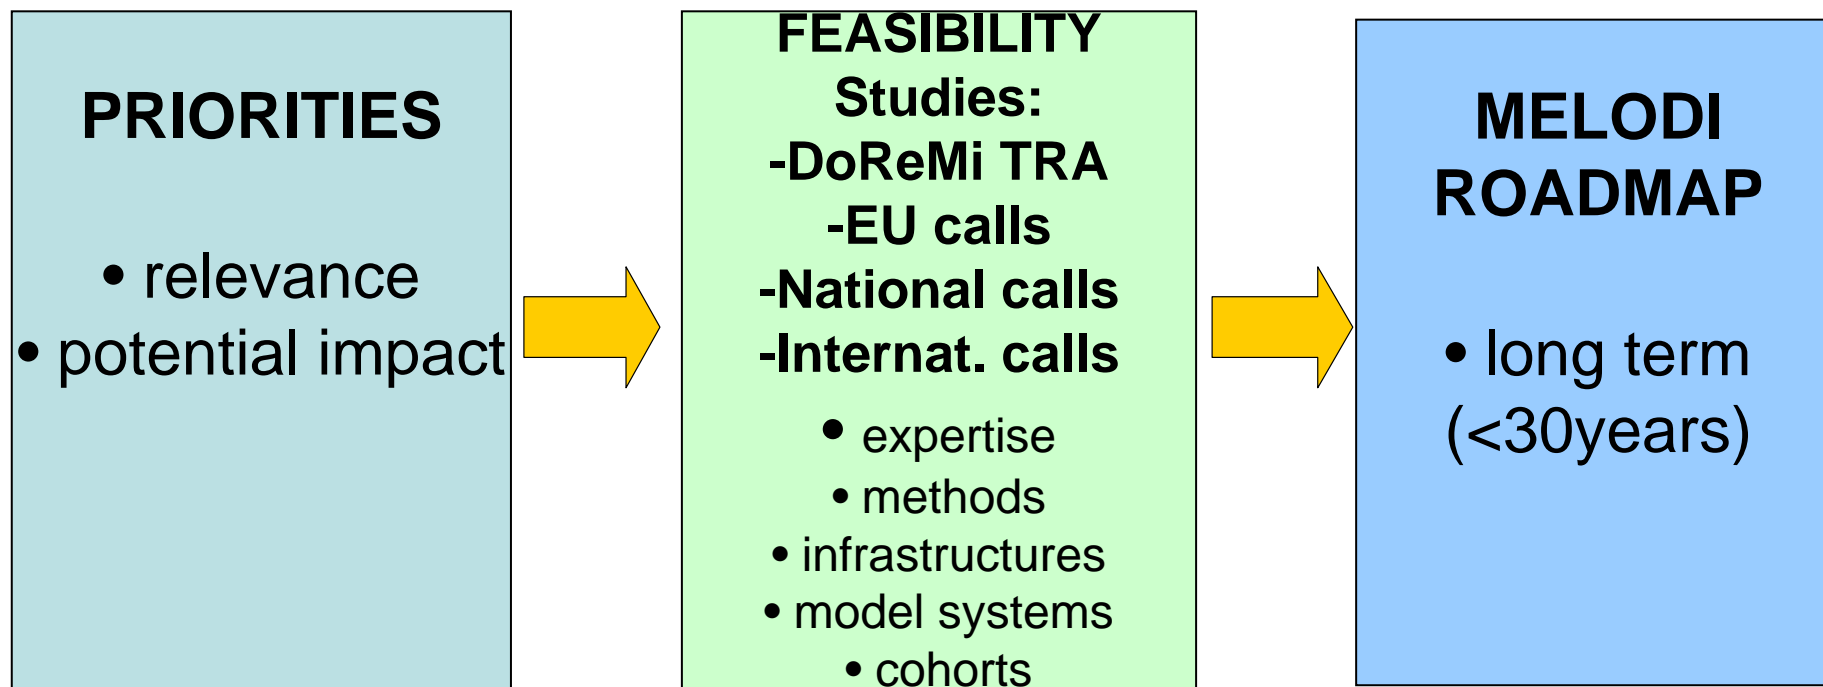 PRIORITIES
• relevance
• potential impact
FEASIBILITY
Studies:
-DoReMi TRA
-EU calls
-National calls
-Internat. calls
• expertise
• methods
• infrastructures
• model systems
• cohorts
MELODI
ROADMAP
• long term
(<30years)